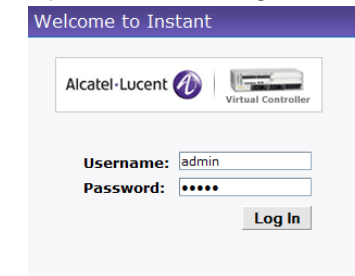 Welcome to Instant
Alcatel·Lucent
Virtual Controller
Username: admin
Password: •••••
Log In